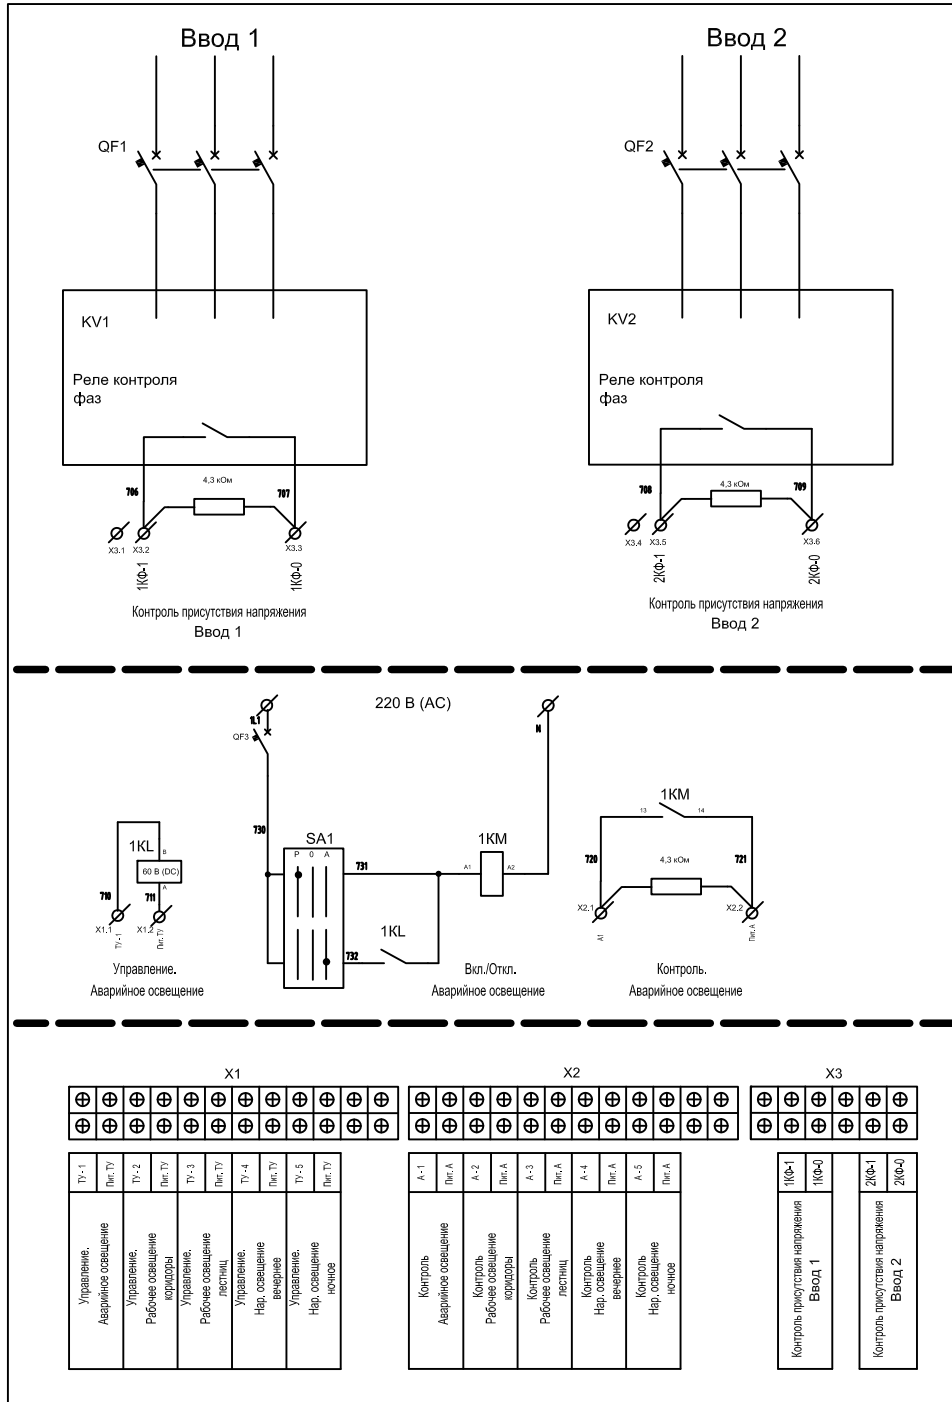 Ввод 1
Ввод 2
QF1
QF2
KV1
KV2
Реле контроля
фаз
Реле контроля
фаз
4,3 кОм
706
707
4,3 кОм
708
709
X3.1
X3.2
X3.3
1КФ-1
1КФ-0
X3.4
X3.5
X3.6
2КФ-1
2КФ-0
Контроль присутствия напряжения
Ввод 1
Контроль присутствия напряжения
Ввод 2
220 В (AC)
1L1
QF3
N
730
SA1
P 0 A
731
732
1KM
A1
A2
1KL
1KL
B
60 В (DC)
A
710
711
X1.1
X1.2
ТУ - 1
Пит. ТУ
Управление.
Аварийное освещение
Вкл./Откл.
Аварийное освещение
1KM
13
14
720
721
4,3 кОм
X2.1
X2.2
A1
Пит. А
Контроль.
Аварийное освещение
X1
X2
X3
ТУ - 1
Пит. ТУ
ТУ - 2
Пит. ТУ
ТУ - 3
Пит. ТУ
ТУ - 4
Пит. ТУ
ТУ - 5
Пит. ТУ
Управление.
Аварийное освещение
Управление.
Рабочее освещение
коридоры
Управление.
Рабочее освещение
лестниц
Управление.
Нар. освещение
вечернее
Управление.
Нар. освещение
ночное
А - 1
Пит. А
А - 2
Пит. А
А - 3
Пит. А
А - 4
Пит. А
А - 5
Пит. А
Контроль
Аварийное освещение
Контроль
Рабочее освещение
коридоры
Контроль
Рабочее освещение
лестниц
Контроль
Нар. освещение
вечернее
Контроль
Нар. освещение
ночное
1КФ-1
1КФ-0
2КФ-1
2КФ-0
Контроль присутствия напряжения
Ввод 1
Контроль присутствия напряжения
Ввод 2